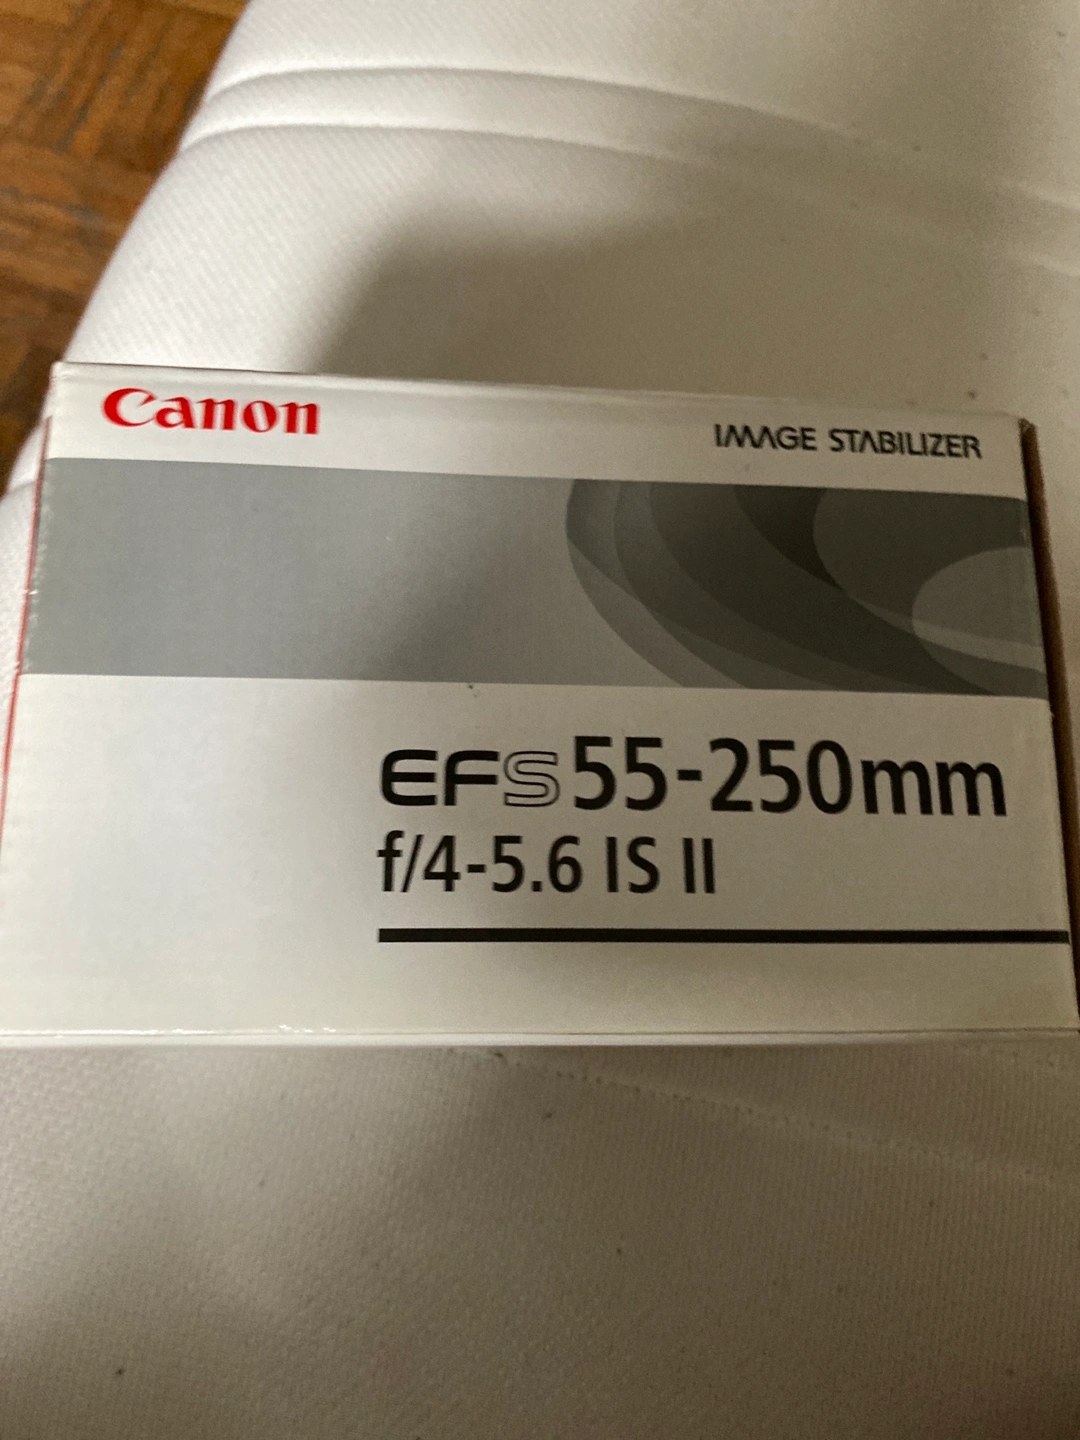 Canon
IMAGE STABILIZER
EFS 55-250mm
f/4-5.6 IS II